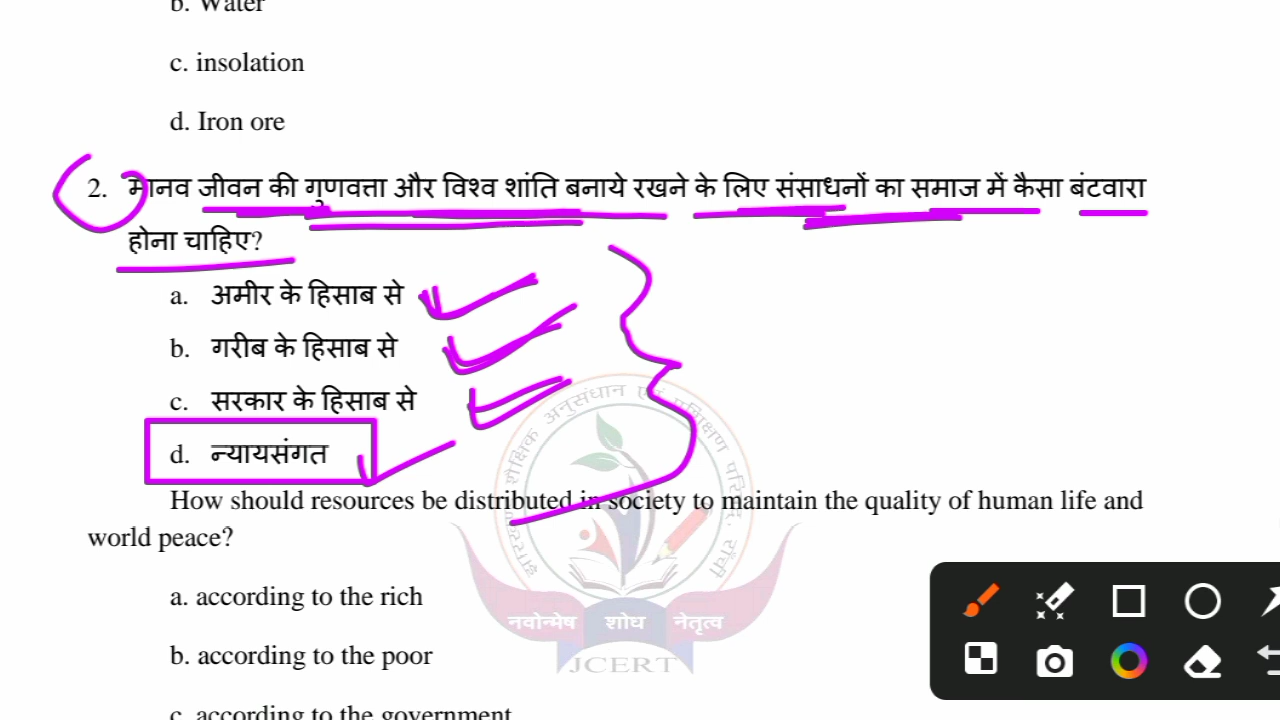 b. Water
c. insolation
d. Iron ore
2. मानव जीवन की गुणवत्ता और विश्व शांति बनाये रखने के लिए संसाधनों का समाज में कैसा बंटवारा
होना चाहिए?
a. अमीर के हिसाब से
b. गरीब के हिसाब से
c. सरकार के हिसाब से
d. न्यायसंगत
How should resources be distributed in society to maintain the quality of human life and
world peace?
a. according to the rich
b. according to the poor
c. according to the government
नवोन्मेष शोध नेतृत्व
JCERT